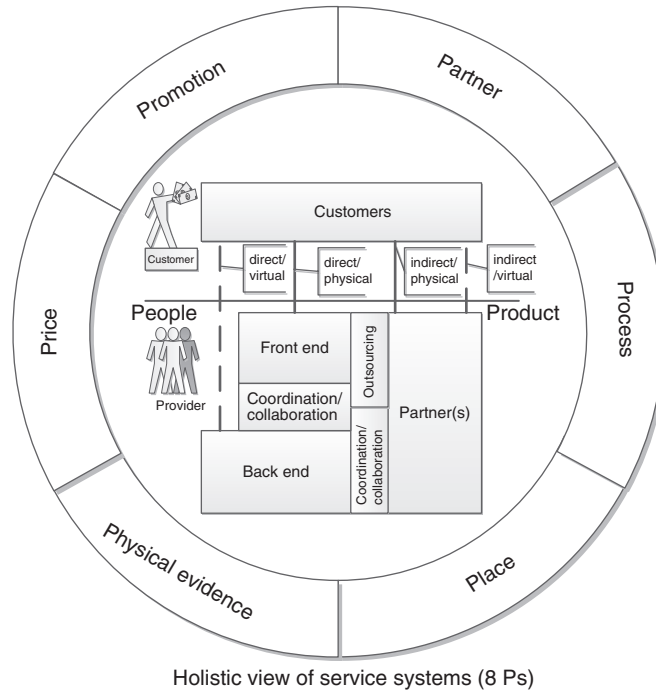 Promotion
Partner
Price
Process
Physical evidence
Place
Customers
Customer
direct/
virtual
direct/
physical
indirect/
physical
indirect
/virtual
People
Product
Provider
Front end
Outsourcing
Coordination/
collaboration
Partner(s)
Back end
Coordination/
collaboration
Holistic view of service systems (8 Ps)